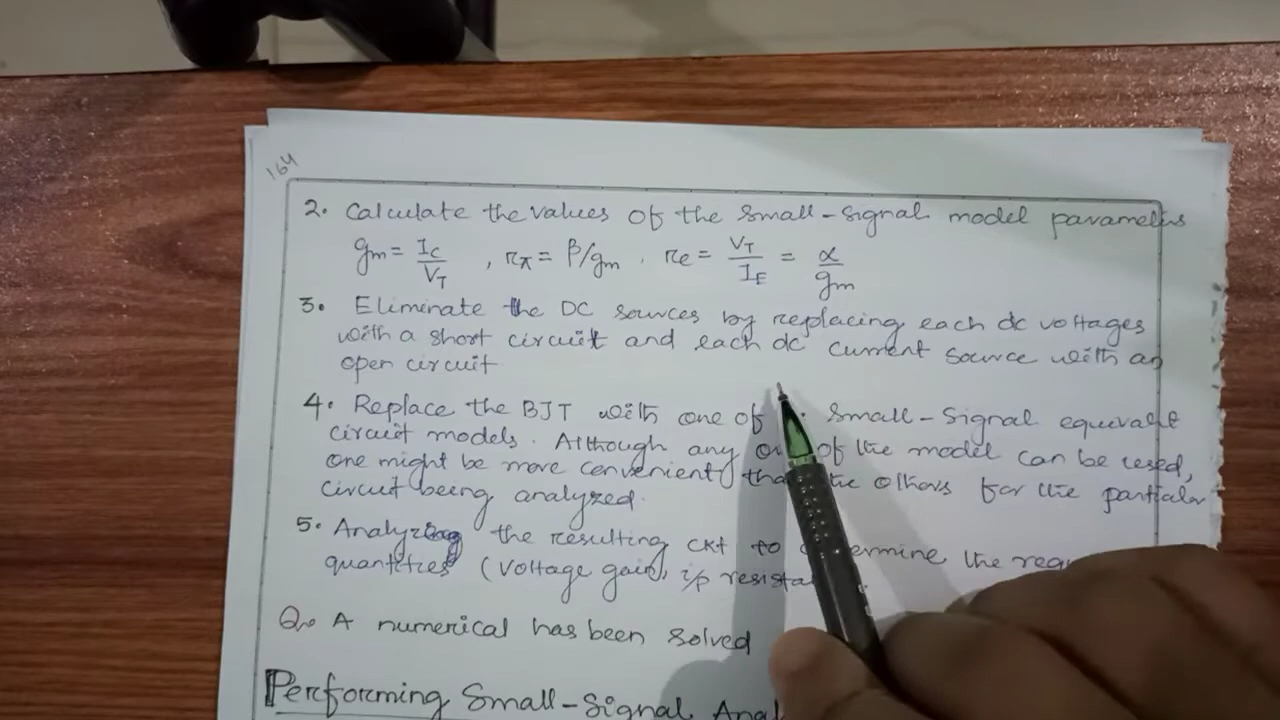 164
2. Calculate the values of the small-signal model parameters
gm = IC/VT , rπ = β/gm , re = VT/IE = α/gm
3. Eliminate the DC sources by replacing each dc voltages
with a short circuit and each dc current source with an
open circuit
4. Replace the BJT with one of small-signal equivalent
circuit models. Although any of the model can be used,
one might be more convenient the others for the particular
circuit being analyzed.
5. Analyzing the resulting ckt to the
quantities (voltage gain, i/p
Q. A numerical has been solved
Performing Small-Signal